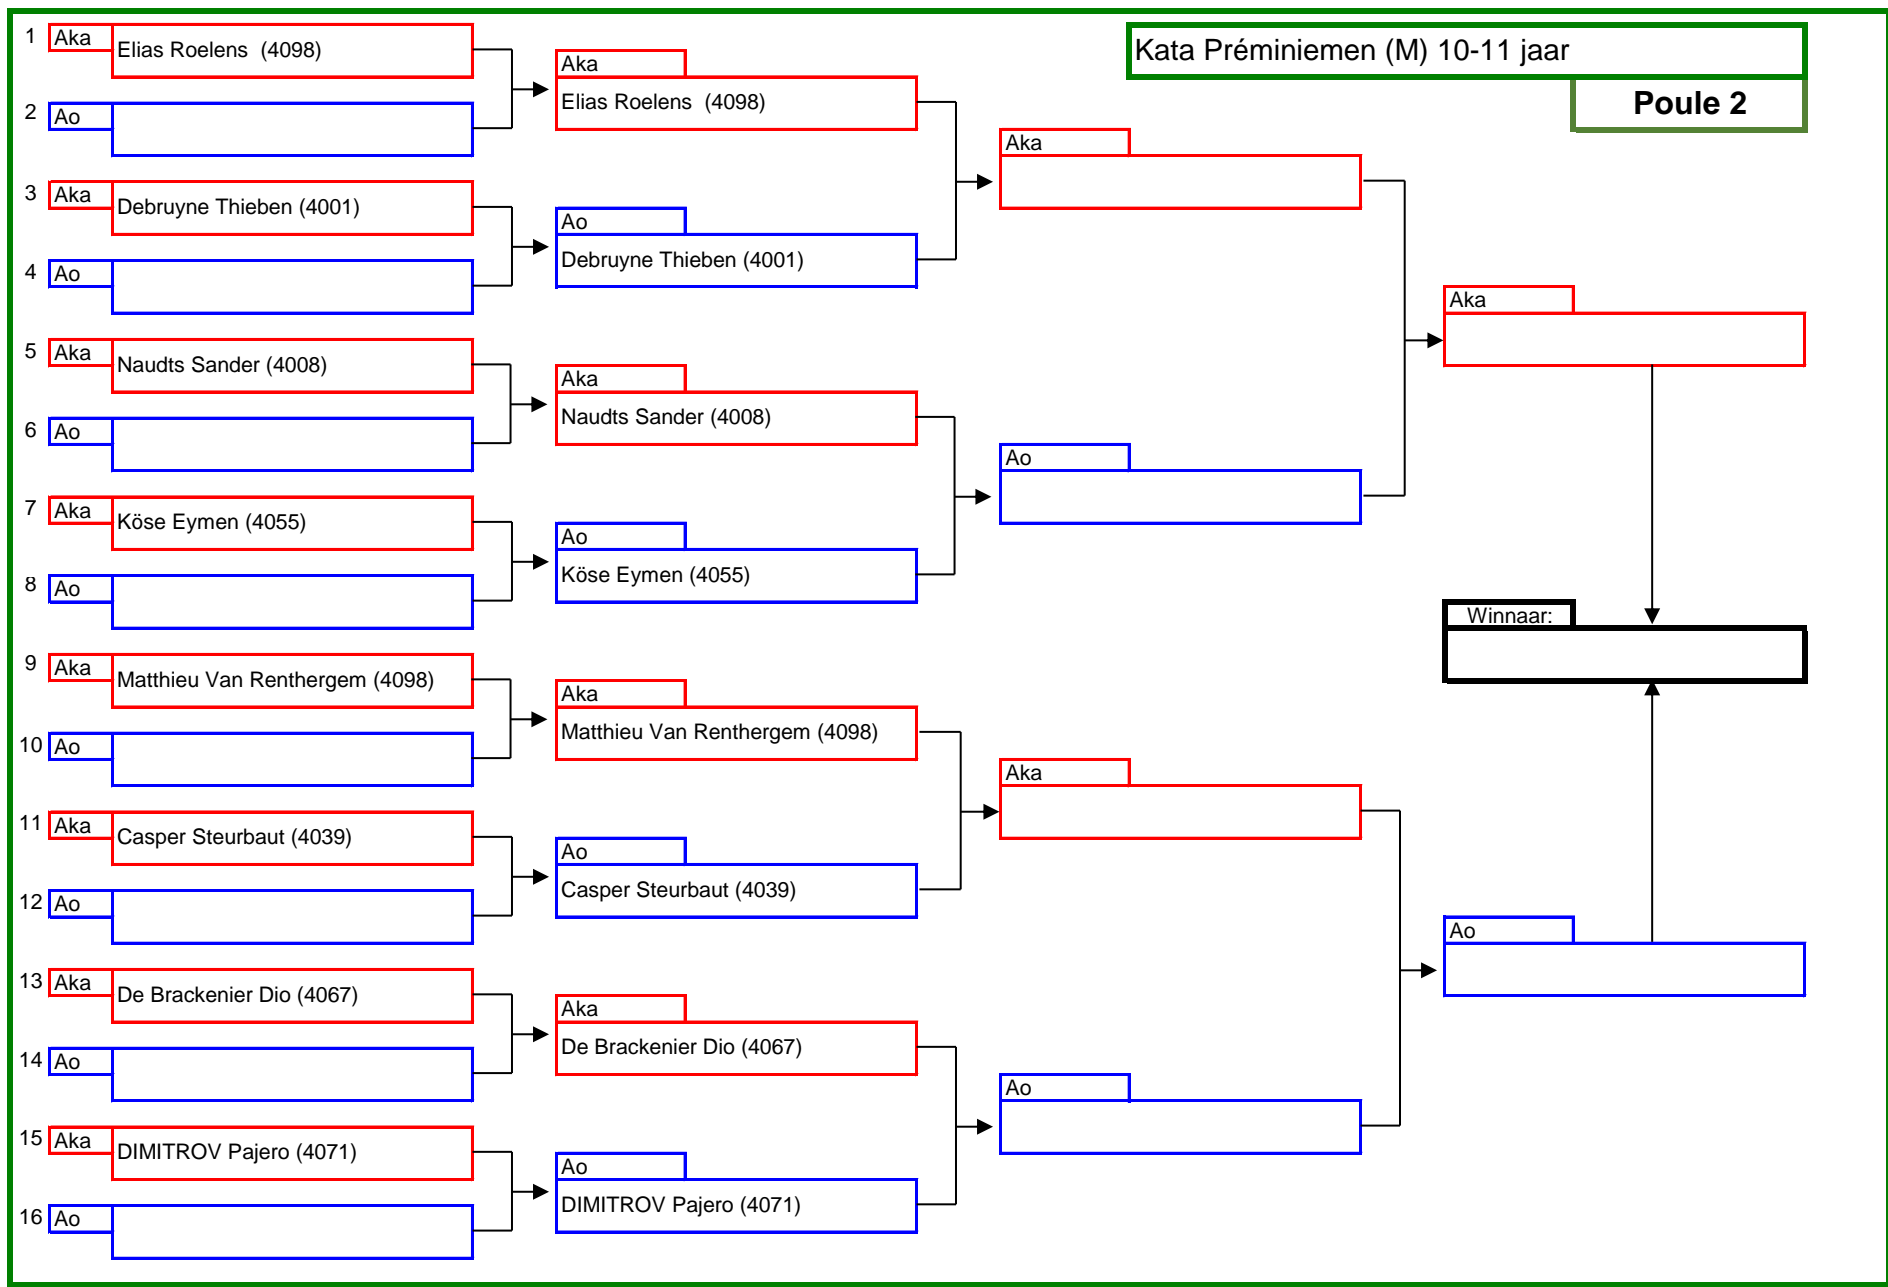 Kata Préminiemen (M) 10-11 jaar
Poule 2
1 Aka Elias Roelens  (4098)
2 Ao
3 Aka Debruyne Thieben (4001)
4 Ao
5 Aka Naudts Sander (4008)
6 Ao
7 Aka Köse Eymen (4055)
8 Ao
9 Aka Matthieu Van Renthergem (4098)
10 Ao
11 Aka Casper Steurbaut (4039)
12 Ao
13 Aka De Brackenier Dio (4067)
14 Ao
15 Aka DIMITROV Pajero (4071)
16 Ao
Aka
Elias Roelens  (4098)
Ao
Debruyne Thieben (4001)
Aka
Naudts Sander (4008)
Ao
Köse Eymen (4055)
Aka
Matthieu Van Renthergem (4098)
Ao
Casper Steurbaut (4039)
Aka
De Brackenier Dio (4067)
Ao
DIMITROV Pajero (4071)
Aka
Ao
Aka
Ao
Aka
Winnaar:
Ao